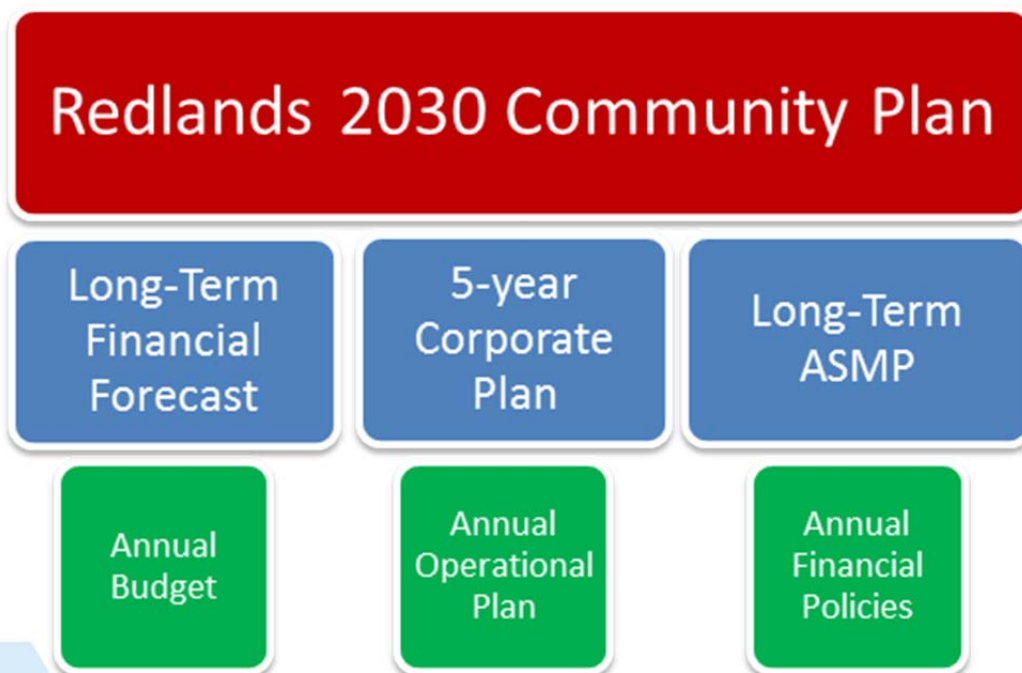 Redlands 2030 Community Plan
Long-Term
Financial
Forecast
5-year
Corporate
Plan
Long-Term
ASMP
Annual
Budget
Annual
Operational
Plan
Annual
Financial
Policies